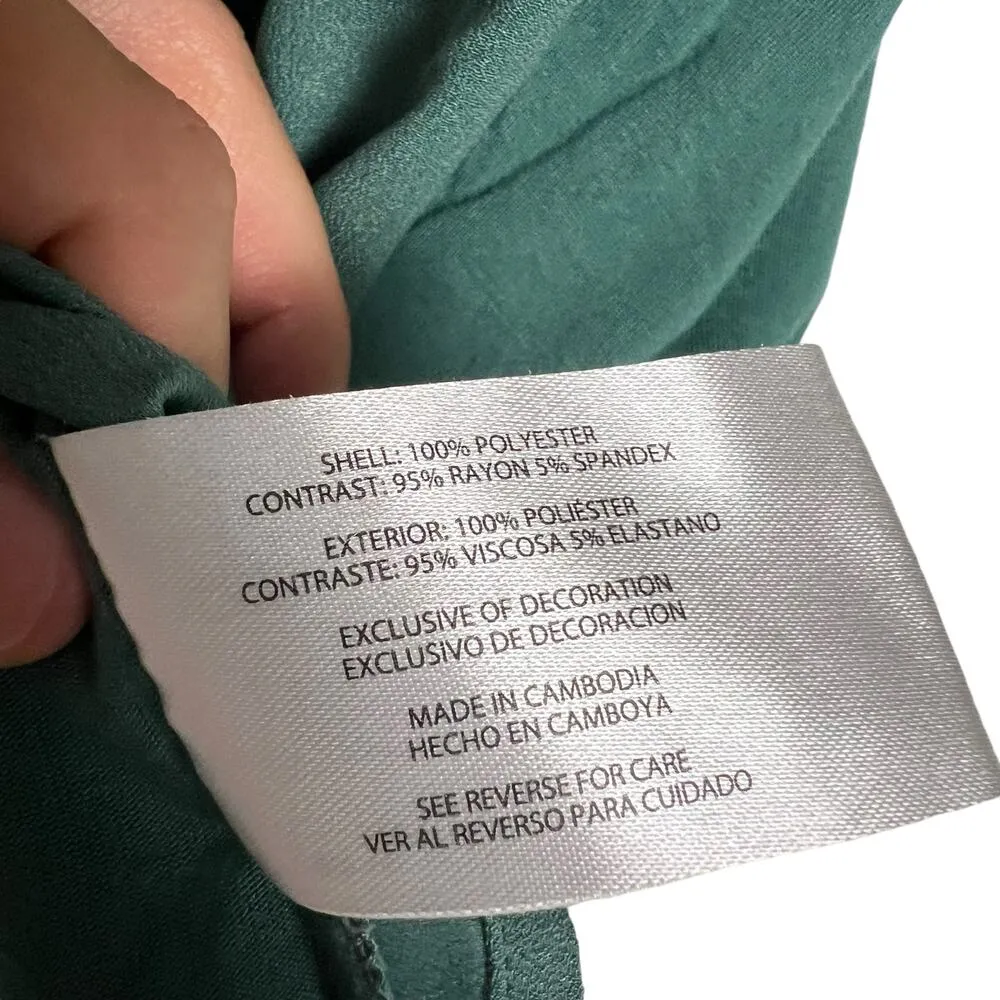 SHELL: 100% POLYESTER
CONTRAST: 95% RAYON 5% SPANDEX
EXTERIOR: 100% POLIÉSTER
CONTRASTE: 95% VISCOSA 5% ELASTANO
EXCLUSIVE OF DECORATION
EXCLUSIVO DE DECORACION
MADE IN CAMBODIA
HECHO EN CAMBOYA
SEE REVERSE FOR CARE
VER AL REVERSO PARA CUIDADO